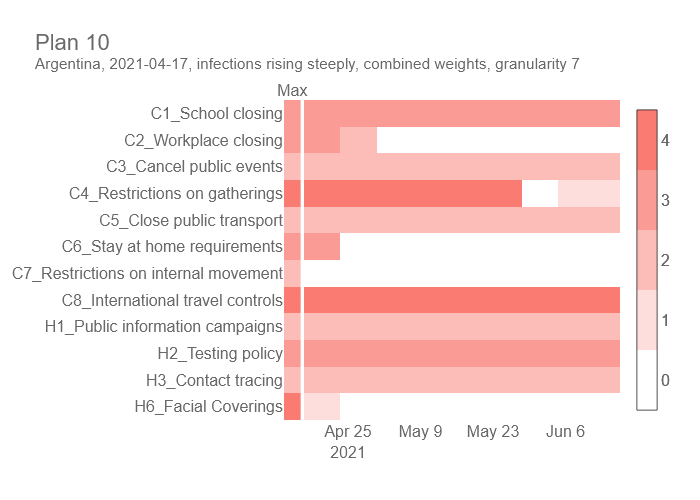 Plan 10
Argentina, 2021-04-17, infections rising steeply, combined weights, granularity 7
Max
C1_School closing
C2_Workplace closing
C3_Cancel public events
C4_Restrictions on gatherings
C5_Close public transport
C6_Stay at home requirements
C7_Restrictions on internal movement
C8_International travel controls
H1_Public information campaigns
H2_Testing policy
H3_Contact tracing
H6_Facial Coverings
4
3
2
1
0
Apr 25 May 9 May 23 Jun 6
2021